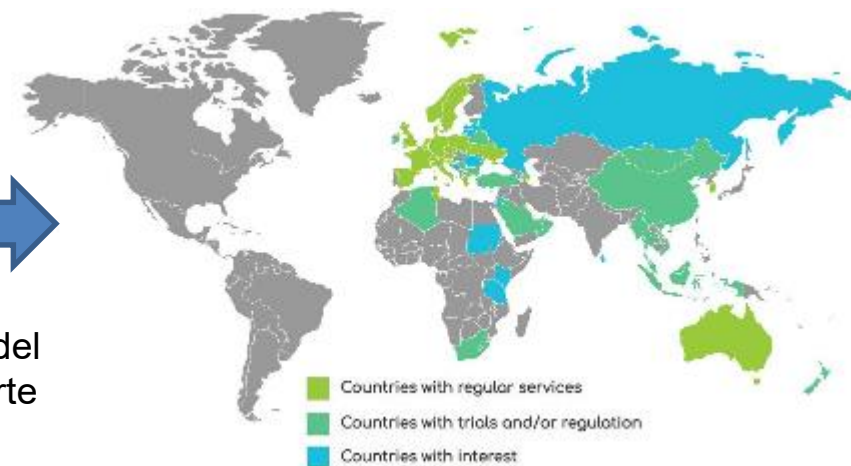 del
rte
Countries with regular services
Countries with trials and/or regulation
Countries with interest